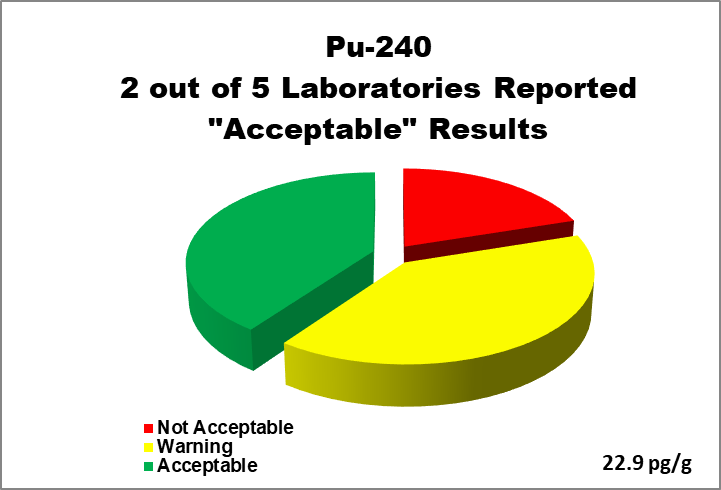 Pu-240
2 out of 5 Laboratories Reported
"Acceptable" Results
Not Acceptable
Warning
Acceptable
22.9 pg/g